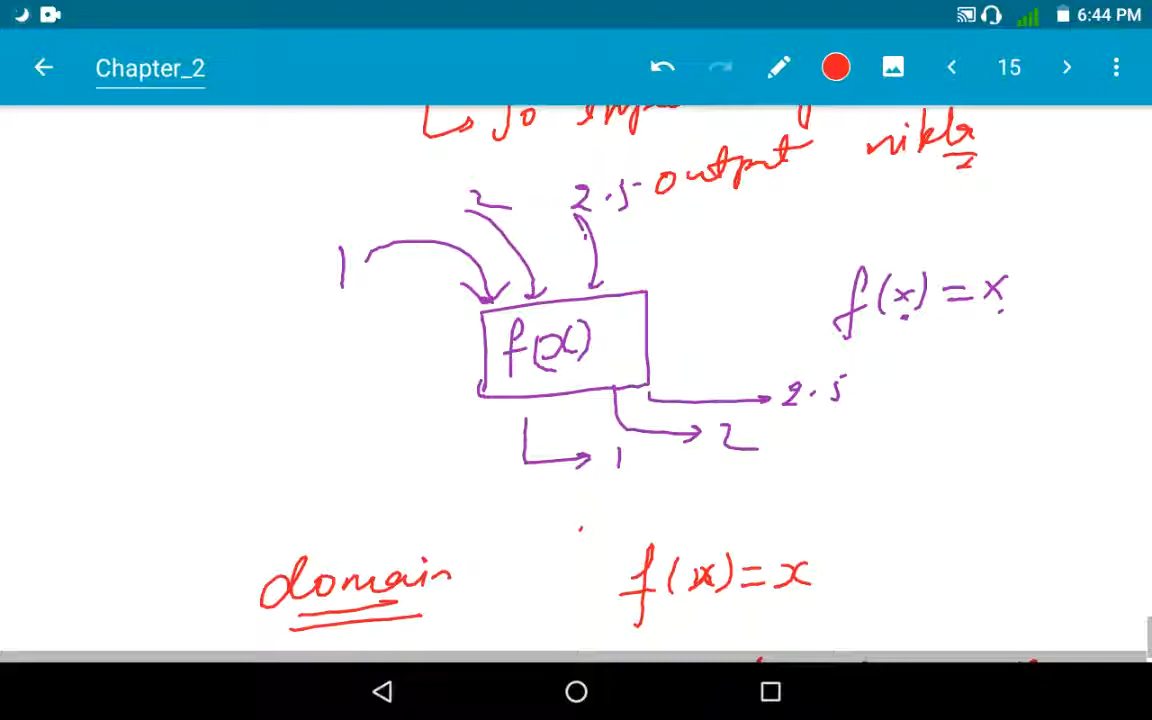 6:44 PM
Chapter_2
15
output nikla
2 2.5
1
f(x) = x
f(x)
2.5
2
1
domain f(x) = x